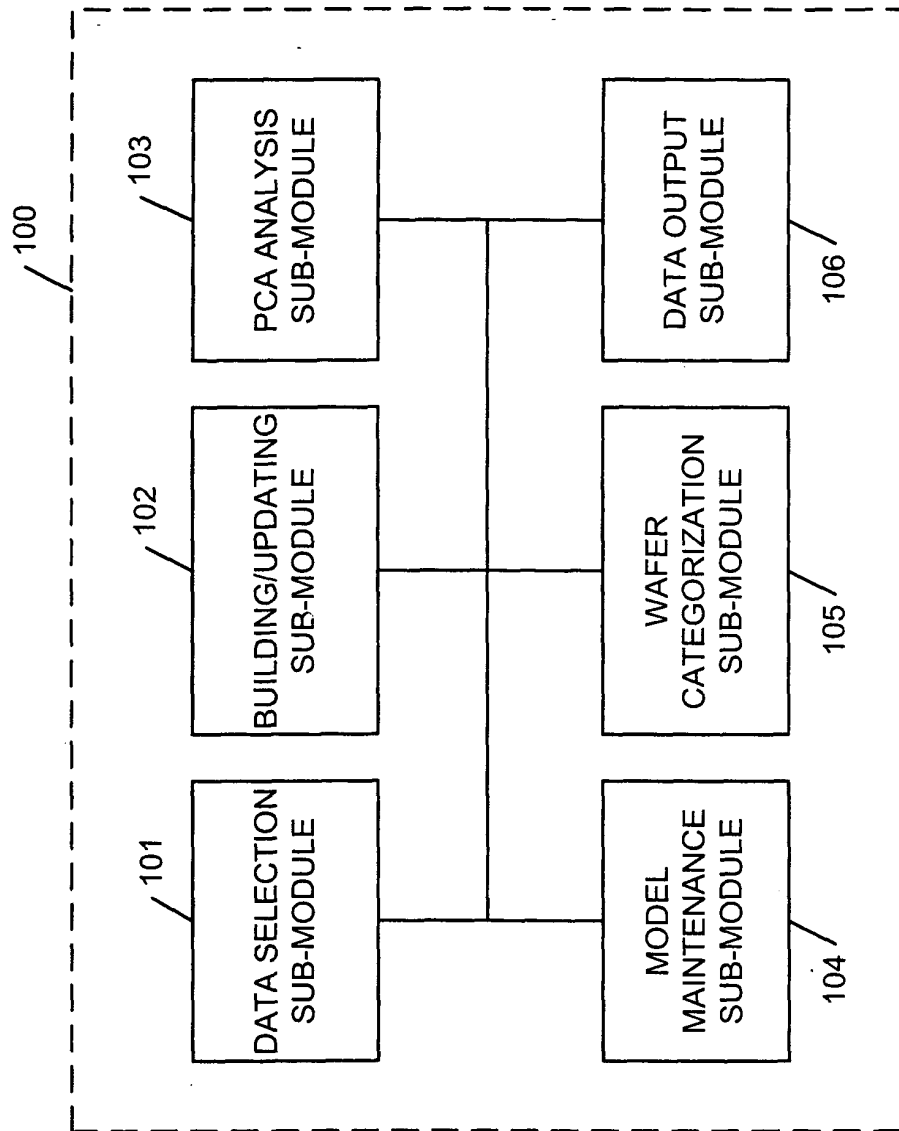 100
101
102
103
DATA SELECTION
SUB-MODULE
BUILDING/UPDATING
SUB-MODULE
PCA ANALYSIS
SUB-MODULE
MODEL
MAINTENANCE
SUB-MODULE
WAFER
CATEGORIZATION
SUB-MODULE
DATA OUTPUT
SUB-MODULE
104
105
106